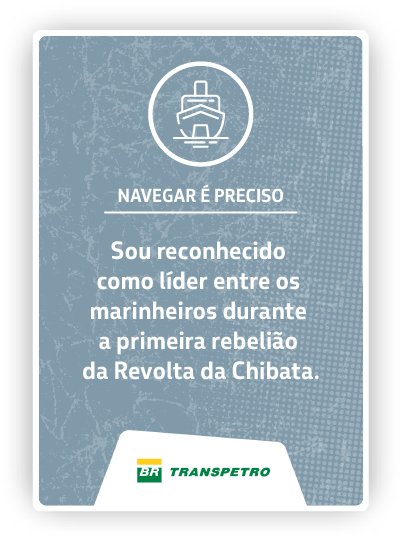 NAVEGAR É PRECISO
Sou reconhecido
como líder entre os
marinheiros durante
a primeira rebelião
da Revolta da Chibata.
BR TRANSPETRO